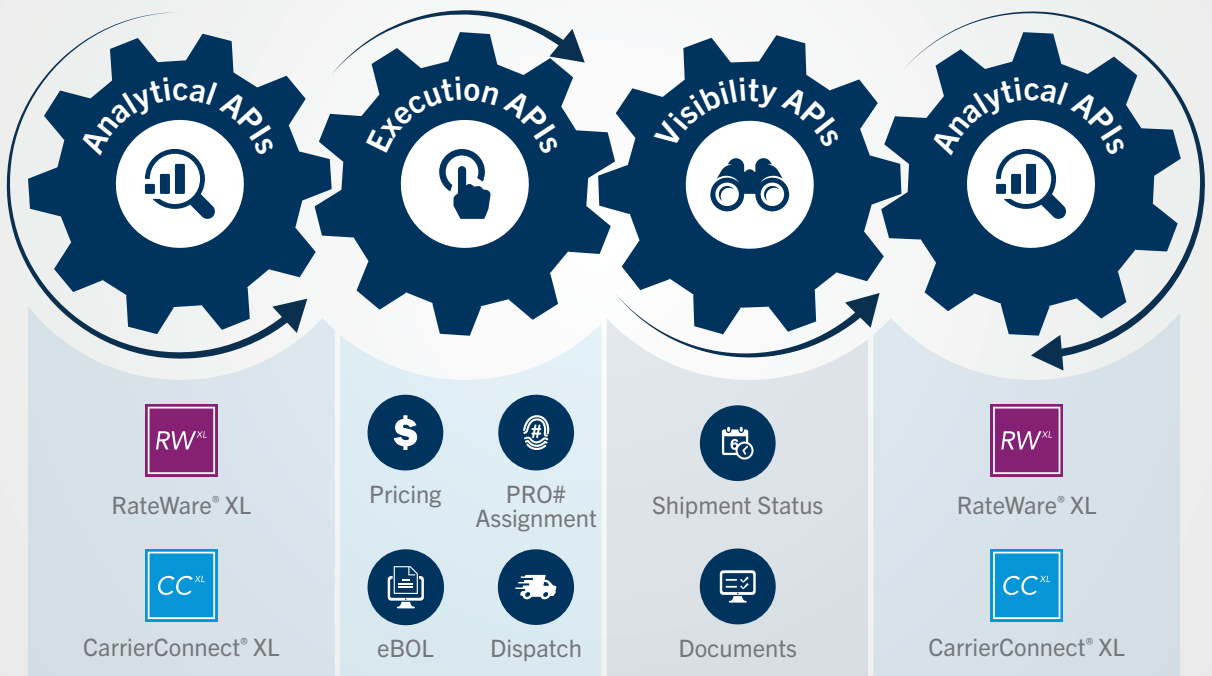 Analytical APIs
Execution APIs
Visibility APIs
Analytical APIs
RW XL
RateWare® XL
CC XL
CarrierConnect® XL
$
Pricing
#
PRO#
Assignment
eBOL
Dispatch
6
Shipment Status
Documents
RW XL
RateWare® XL
CC XL
CarrierConnect® XL